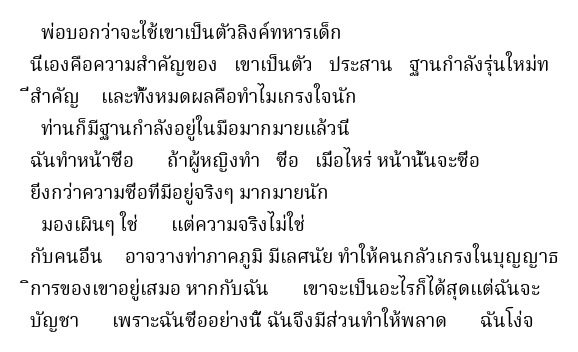 พ่อบอกว่าจะใช้เขาเป็นตัวลิงค์ทหารเด็ก
นี่เองคือความสำคัญของ เขาเป็นตัว ประสาน ฐานกำลังรุ่นใหม่ท
ี่สำคัญ และทั้งหมดผลคือทำไมเกรงใจนัก
ท่านก็มีฐานกำลังอยู่ในมือมากมายแล้วนี่
ฉันทำหน้าซื่อ ถ้าผู้หญิงทำ ซื่อ เมื่อไหร่ หน้านั้นจะซื่อ
ยิ่งกว่าความซื่อที่มีอยู่จริงๆ มากมายนัก
มองเผินๆ ใช่ แต่ความจริงไม่ใช่
กับคนอื่น อาจวางท่าภาคภูมิ มีเลศนัย ทำให้คนกลัวเกรงในบุญญาธ
ิการของเขาอยู่เสมอ หากกับฉัน เขาจะเป็นอะไรก็ได้สุดแต่ฉันจะ
บัญชา เพราะฉันซื่ออย่างนี้ ฉันจึงมีส่วนทำให้พลาด ฉันโง่จ